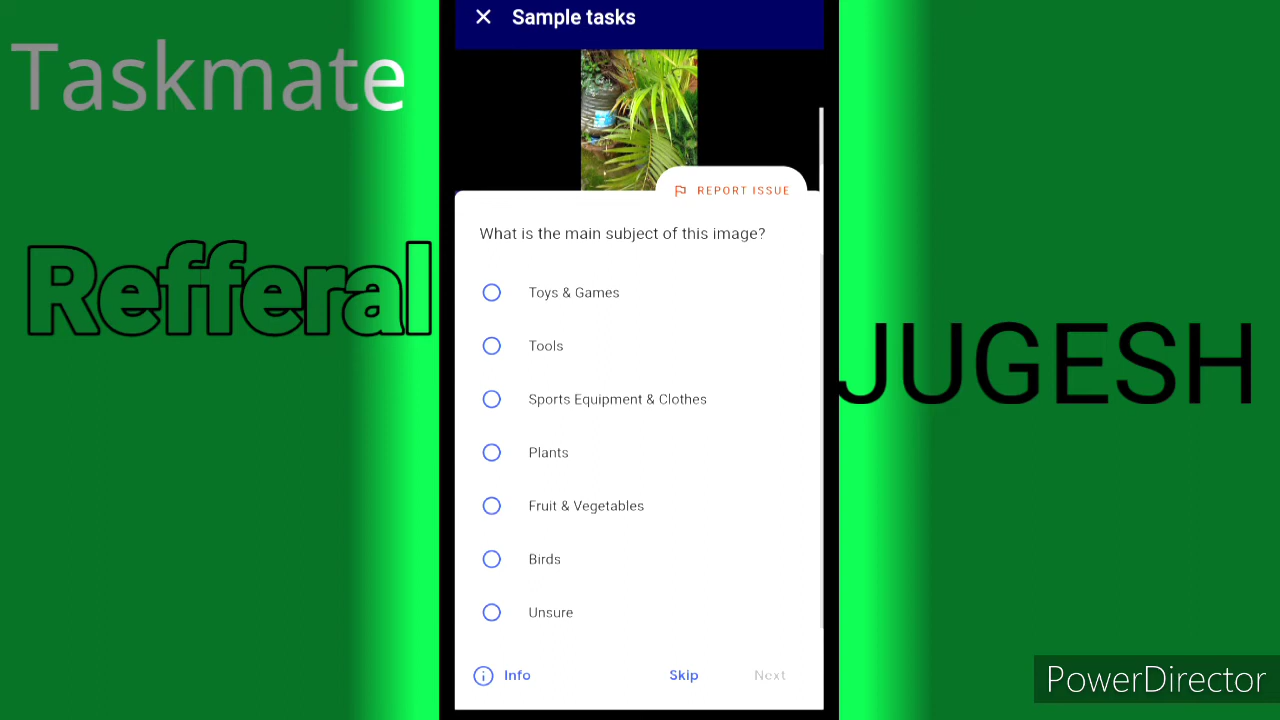 Taskmate
Refferal
JUGESH
Sample tasks
REPORT ISSUE
What is the main subject of this image?
Toys & Games
Tools
Sports Equipment & Clothes
Plants
Fruit & Vegetables
Birds
Unsure
Info
Skip
Next
PowerDirector